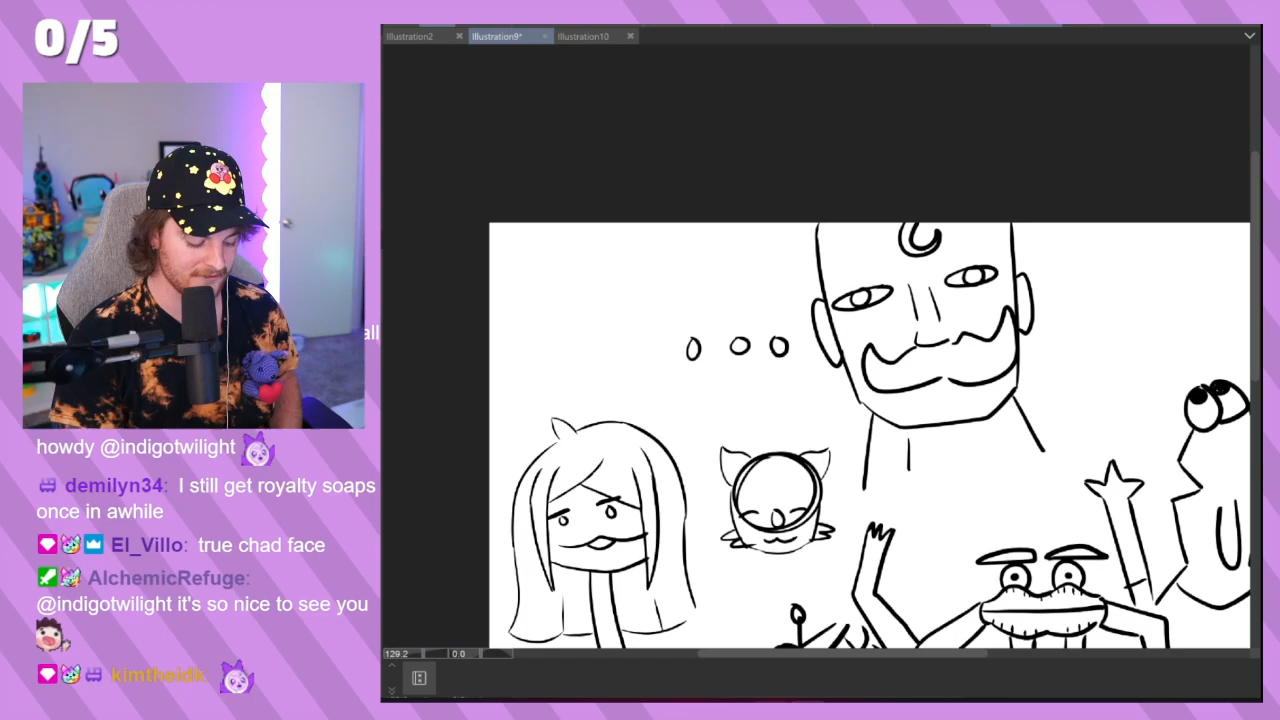 0/5
Illustration2
Illustration9*
Illustration10
all
howdy @indigotwilight
demilyn34: I still get royalty soaps
once in awhile
El_Villo: true chad face
AlchemicRefuge:
@indigotwilight it's so nice to see you
kimtheidk:
129.2
0.0